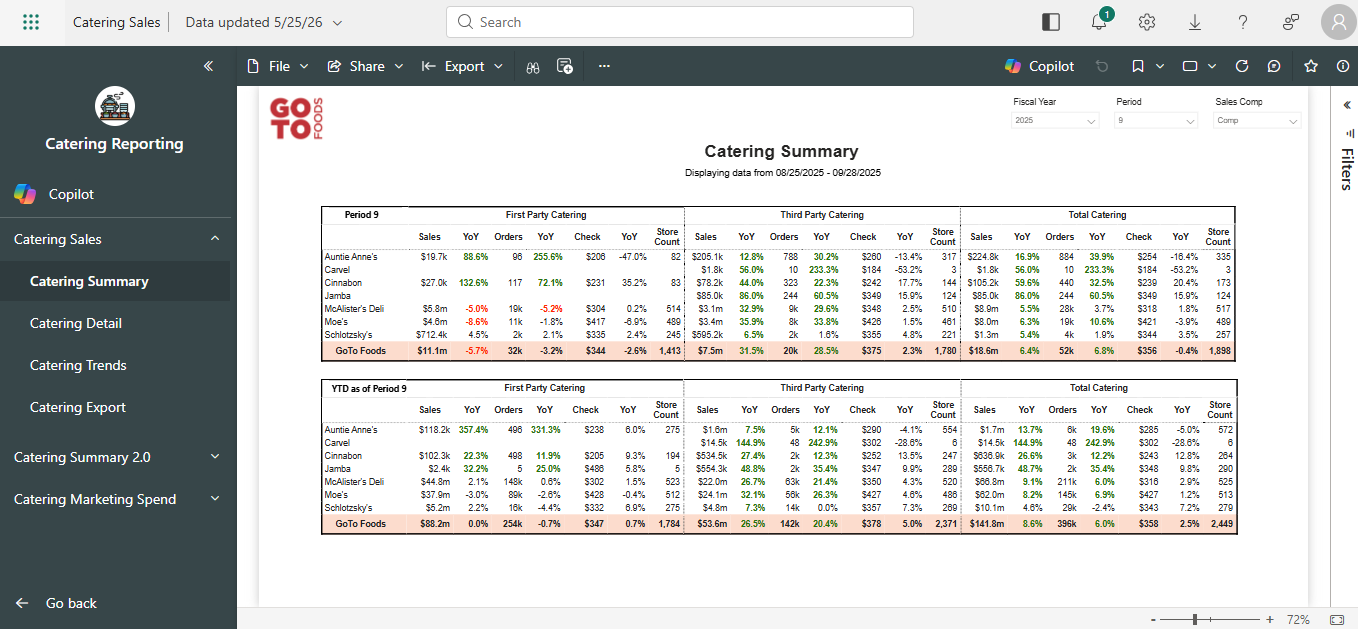 Catering Sales | Data updated 5/25/26
Search
1
File Share Export
Copilot
Catering Reporting
Copilot
Catering Sales
Catering Summary
Catering Detail
Catering Trends
Catering Export
Catering Summary 2.0
Catering Marketing Spend
Go back
GO TO FOODS
Fiscal Year Period Sales Comp
2025 9 Comp
Filters
Catering Summary
Displaying data from 08/25/2025 - 09/28/2025
Period 9 First Party Catering Third Party Catering Total Catering
Sales YoY Orders YoY Check YoY Store Count Sales YoY Orders YoY Check YoY Store Count Sales YoY Orders YoY Check YoY Store Count
Auntie Anne's $19.7k 88.6% 96 255.6% $206 -47.0% 82 $205.1k 12.8% 788 30.2% $260 -13.4% 317 $224.8k 16.9% 884 39.9% $254 -16.4% 335
Carvel $1.8k 56.0% 10 233.3% $184 -53.2% 3 $1.8k 56.0% 10 233.3% $184 -53.2% 3
Cinnabon $27.0k 132.6% 117 72.1% $231 35.2% 83 $78.2k 44.0% 323 22.3% $242 17.7% 144 $105.2k 59.6% 440 32.5% $239 20.4% 173
Jamba $85.0k 86.0% 244 60.5% $349 15.9% 124 $85.0k 86.0% 244 60.5% $349 15.9% 124
McAlister's Deli $5.8m -5.0% 19k -5.2% $304 0.2% 514 $3.1m 32.9% 9k 29.6% $348 2.5% 510 $8.9m 5.5% 28k 3.7% $318 1.8% 517
Moe's $4.6m -8.6% 11k -1.8% $417 -6.9% 489 $3.4m 35.9% 8k 33.8% $426 1.5% 461 $8.0m 6.3% 19k 10.6% $421 -3.9% 489
Schlotzsky's $712.4k 4.5% 2k 2.1% $335 2.4% 245 $595.2k 6.5% 2k 1.6% $355 4.8% 221 $1.3m 5.4% 4k 1.9% $344 3.5% 257
GoTo Foods $11.1m -5.7% 32k -3.2% $344 -2.6% 1,413 $7.5m 31.5% 20k 28.5% $375 2.3% 1,780 $18.6m 6.4% 52k 6.8% $356 -0.4% 1,898
YTD as of Period 9 First Party Catering Third Party Catering Total Catering
Sales YoY Orders YoY Check YoY Store Count Sales YoY Orders YoY Check YoY Store Count Sales YoY Orders YoY Check YoY Store Count
Auntie Anne's $118.2k 357.4% 496 331.3% $238 6.0% 275 $1.6m 7.5% 5k 12.1% $290 -4.1% 554 $1.7m 13.7% 6k 19.6% $285 -5.0% 572
Carvel $14.5k 144.9% 48 242.9% $302 -28.6% 6 $14.5k 144.9% 48 242.9% $302 -28.6% 6
Cinnabon $102.3k 22.3% 498 11.9% $205 9.3% 194 $534.5k 27.4% 2k 12.3% $252 13.5% 247 $636.9k 26.6% 3k 12.2% $243 12.8% 264
Jamba $2.4k 32.2% 5 25.0% $486 5.8% 5 $554.3k 48.8% 2k 35.4% $347 9.9% 289 $556.7k 48.7% 2k 35.4% $348 9.8% 290
McAlister's Deli $44.8m 2.1% 148k 0.6% $302 1.5% 523 $22.0m 26.7% 63k 21.4% $350 4.3% 520 $66.8m 9.1% 211k 6.0% $316 2.9% 525
Moe's $37.9m -3.0% 89k -2.6% $428 -0.4% 512 $24.1m 32.1% 56k 26.3% $427 4.6% 486 $62.0m 8.2% 145k 6.9% $427 1.2% 513
Schlotzsky's $5.2m 2.2% 16k -4.4% $332 6.9% 275 $4.8m 7.3% 14k 0.0% $357 7.3% 269 $10.1m 4.6% 29k -2.4% $343 7.2% 279
GoTo Foods $88.2m 0.0% 254k -0.7% $347 0.7% 1,784 $53.6m 26.5% 142k 20.4% $378 5.0% 2,371 $141.8m 8.6% 396k 6.0% $358 2.5% 2,449
- + 72%